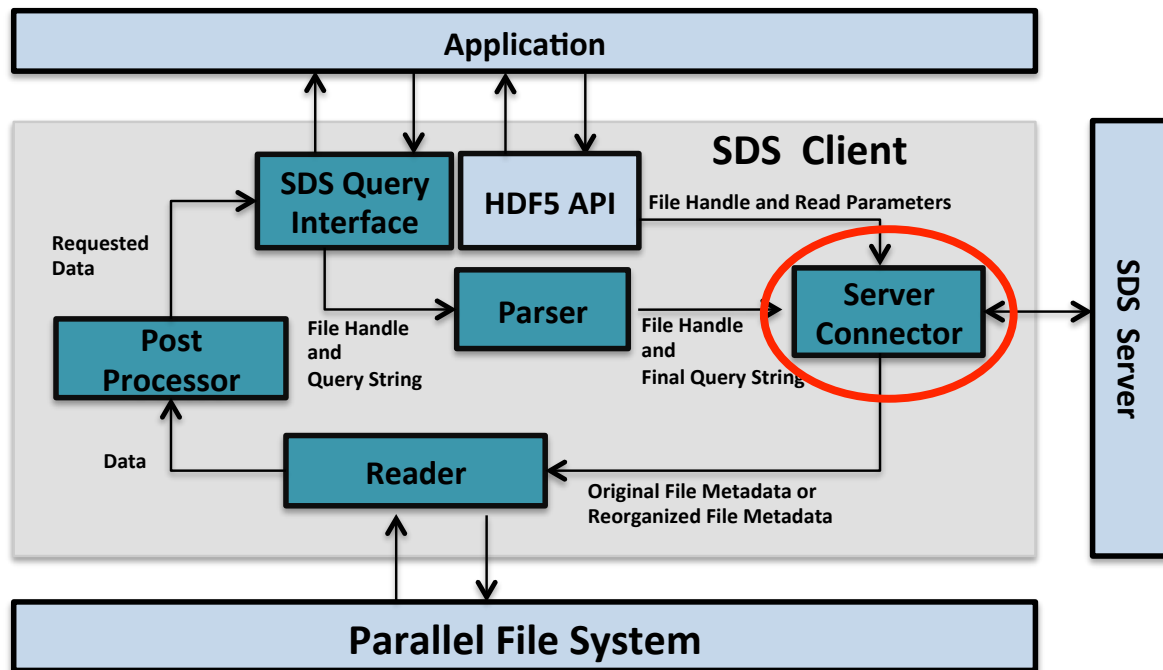 Application
SDS Client
SDS Query
Interface
HDF5 API
File Handle and Read Parameters
Requested
Data
Server
Connector
Parser
File Handle
and
Query String
File Handle
and
Final Query String
Post
Processor
SDS Server
Data
Reader
Original File Metadata or
Reorganized File Metadata
Parallel File System